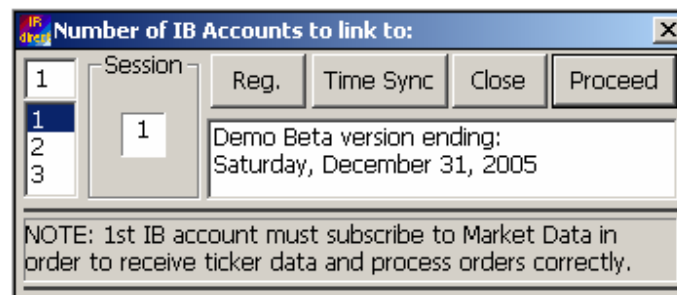 IB
direct
Number of IB Accounts to link to:
X
1
Session
Reg.
Time Sync
Close
Proceed
1
2
3
1
Demo Beta version ending:
Saturday, December 31, 2005
NOTE: 1st IB account must subscribe to Market Data in
order to receive ticker data and process orders correctly.